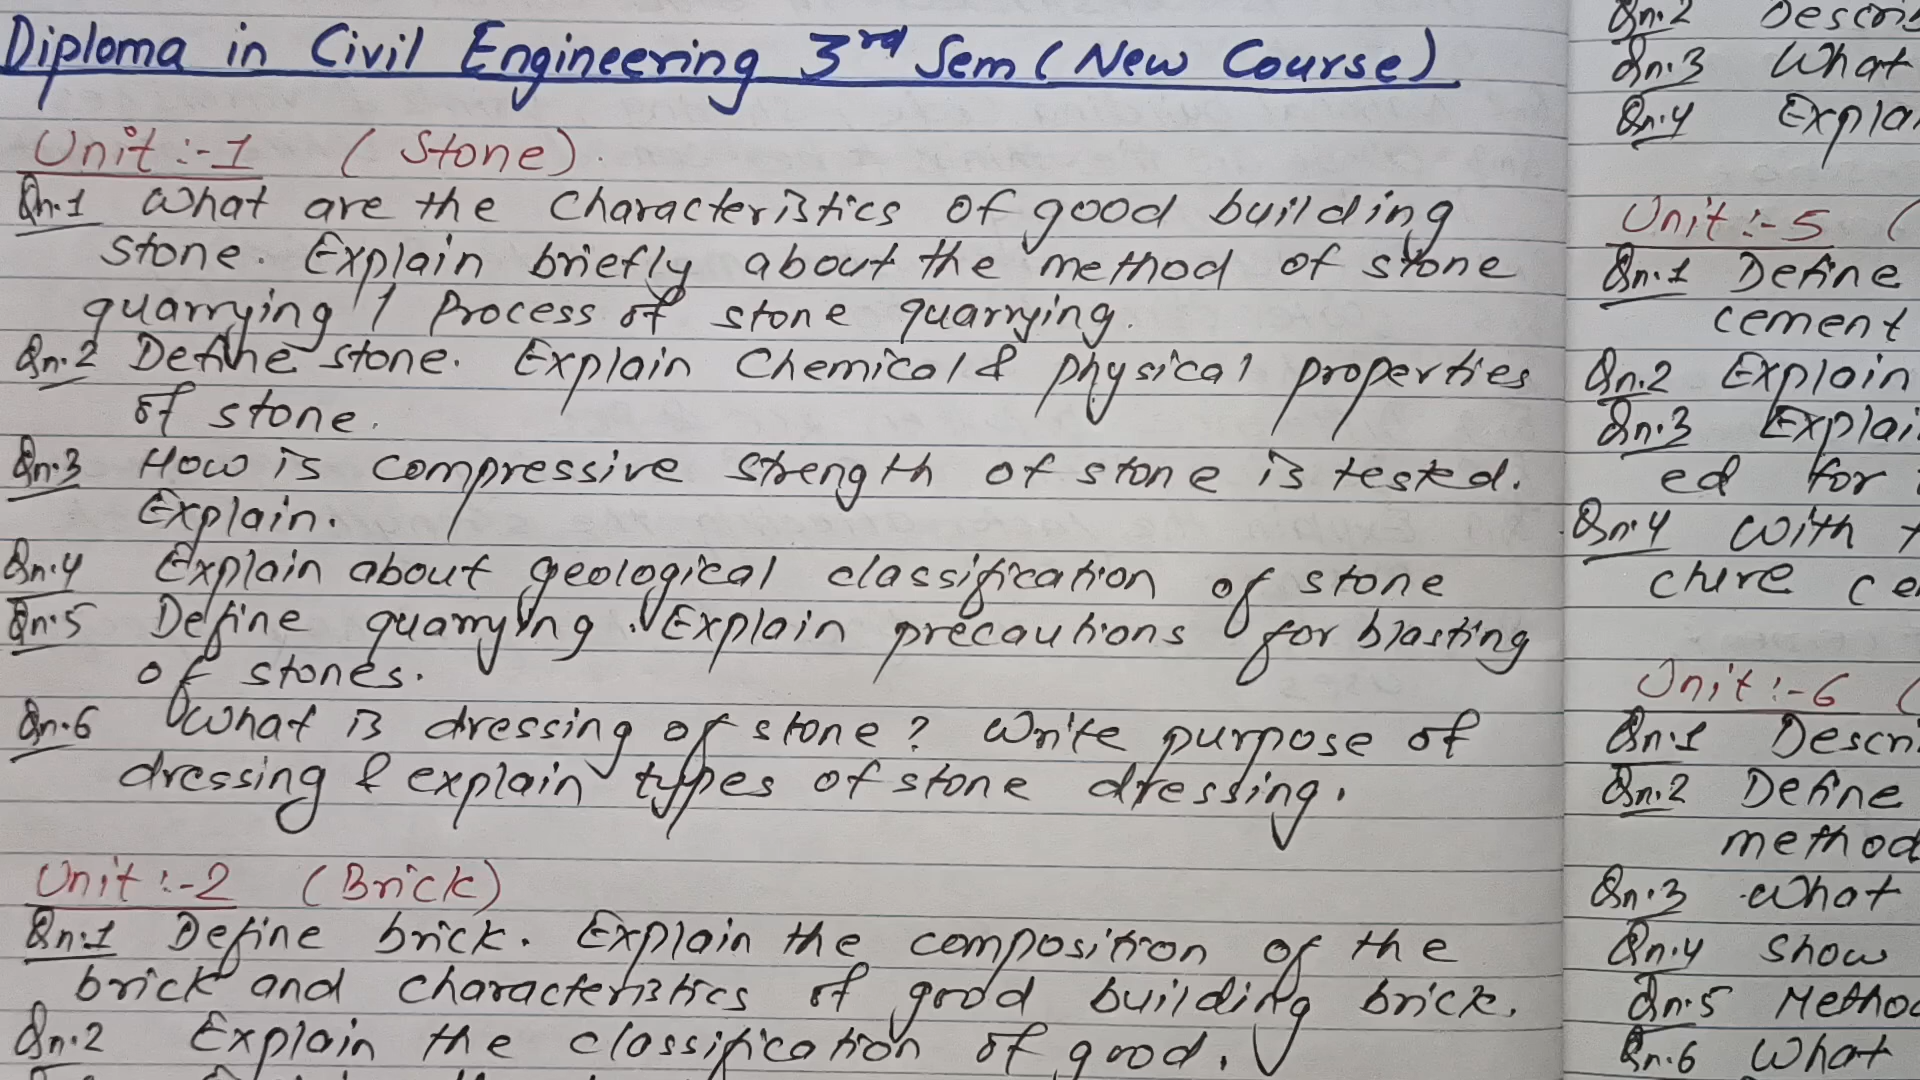 Diploma in Civil Engineering 3rd Sem (New Course)
Unit :-1 (Stone).
Qn.1 What are the characteristics of good building
stone. Explain briefly about the method of stone
quarrying / Process of stone quarrying.
Qn.2 Define stone. Explain Chemical & physical properties
of stone.
Qn.3 How is compressive strength of stone is tested.
Explain.
Qn.4 Explain about geological classification of stone
Qn.5 Define quarrying. Explain precautions for blasting
of stones.
Qn.6 What is dressing of stone? Write purpose of
dressing & explain types of stone dressing.
Unit :-2 (Brick)
Qn.1 Define brick. Explain the composition of the
brick and characteristics of good building brick.
Qn.2 Explain the classification of good.
Qn.2
Qn.3 What
Qn.4
Unit :-5 (
Qn.1 Define
cement
Qn.2 Explain
Qn.3
ed for
Qn.4 With
Unit :-6 (
Qn.1
Qn.2 Define
method
Qn.3 What
Qn.4 Show
Qn.5
Qn.6 What